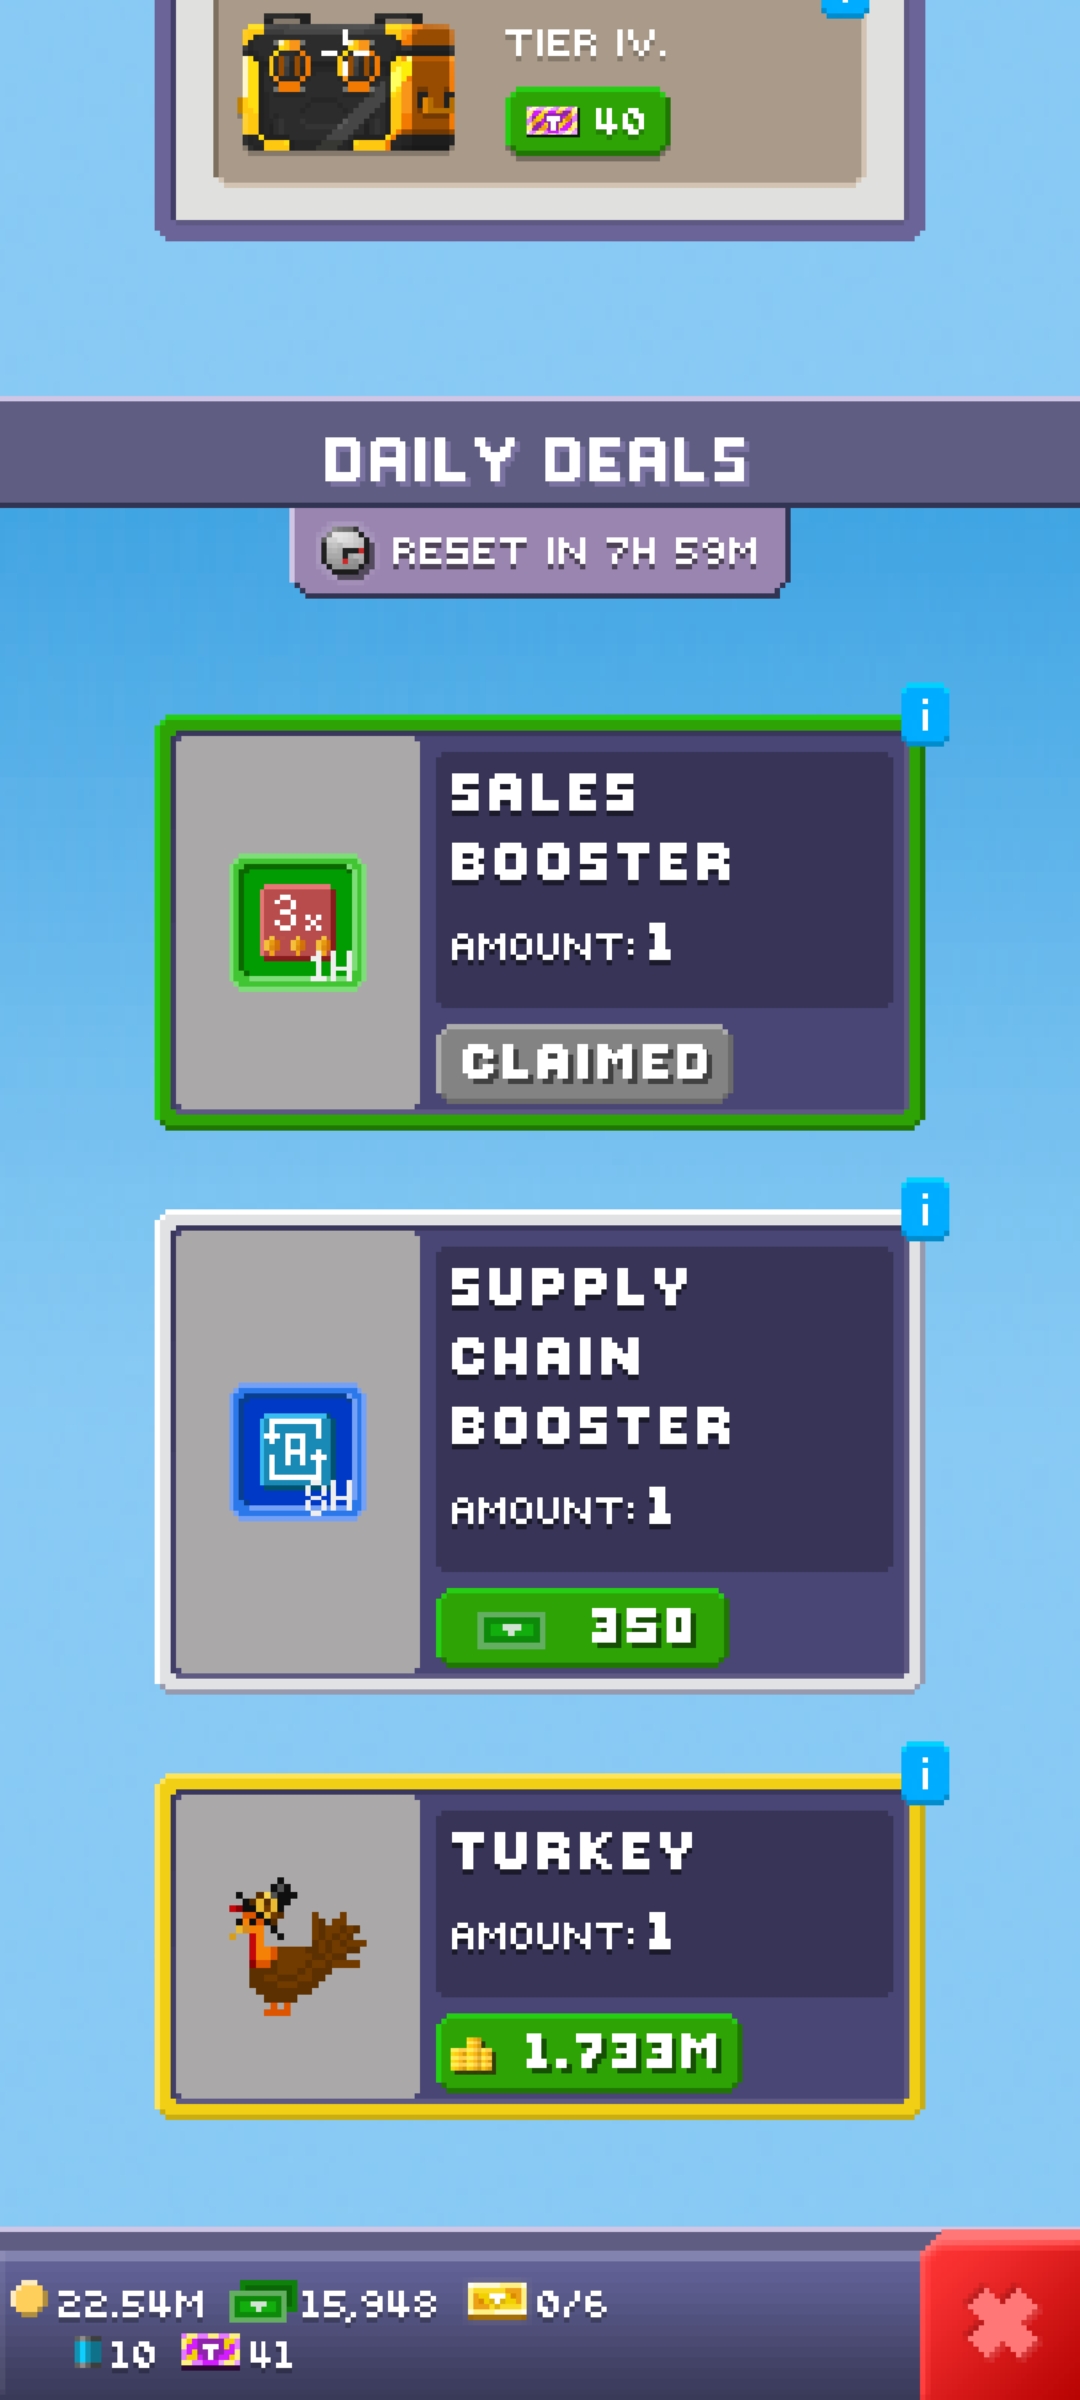 TIER IV.
T 40
DAILY DEALS
RESET IN 7H 59M
i
SALES
BOOSTER
3x
1H
AMOUNT: 1
CLAIMED
i
SUPPLY
CHAIN
BOOSTER
A
8H
AMOUNT: 1
350
i
TURKEY
AMOUNT: 1
1.733M
22.54M 15,948 0/6
10 T 41